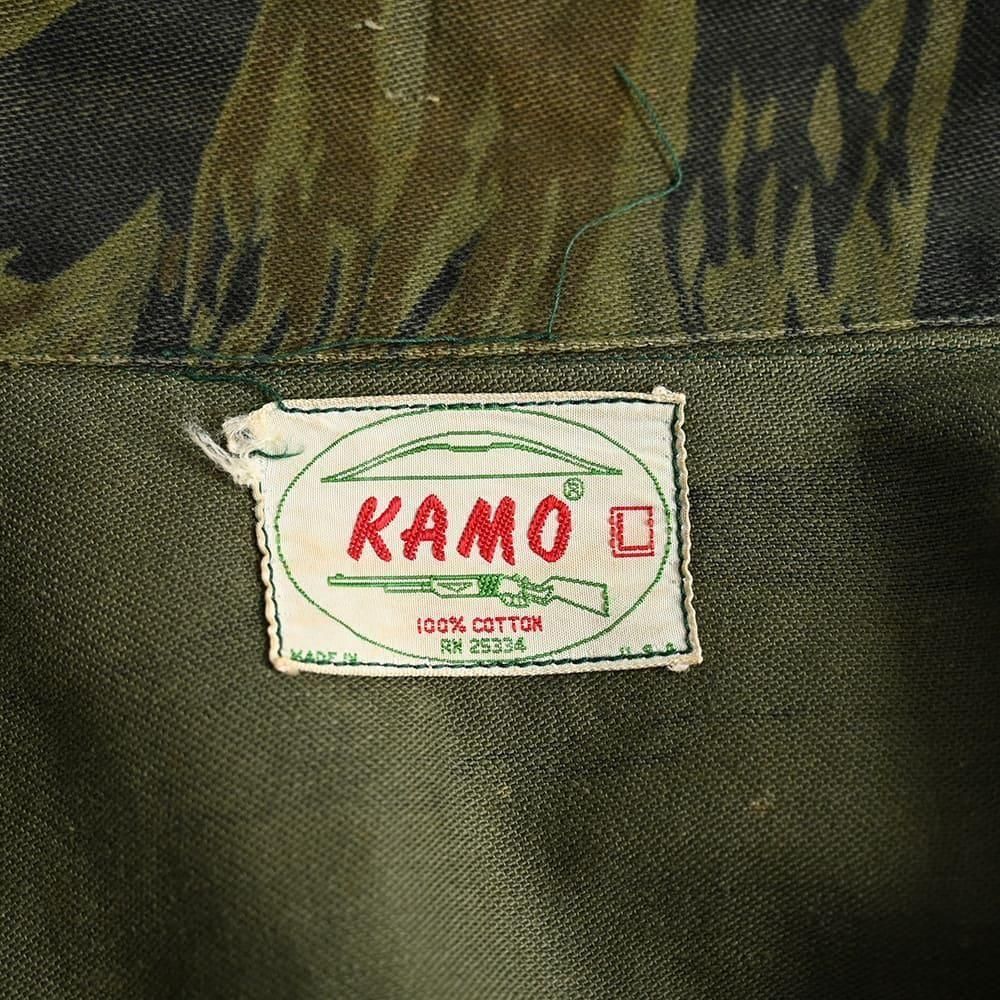 KAMO®
L
100% COTTON
RN 25334
MADE IN U.S.A.